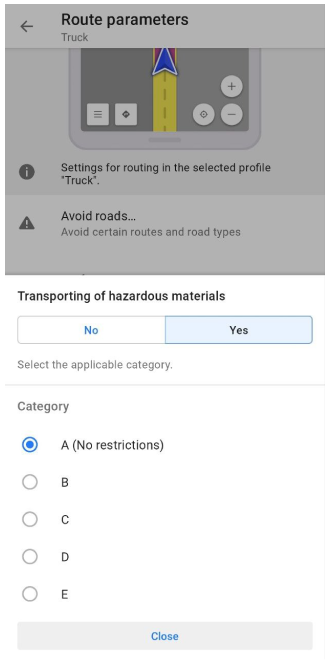 Route parameters
Truck
Settings for routing in the selected profile
"Truck".
Avoid roads...
Avoid certain routes and road types
Transporting of hazardous materials
No
Yes
Select the applicable category.
Category
A (No restrictions)
B
C
D
E
Close